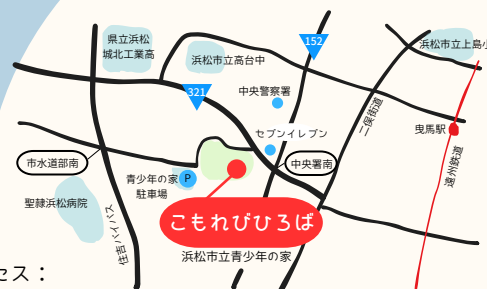 県立浜松
城北工業高
浜松市立高台中
152
浜松市立上島小
321
中央警察署
二俣街道
曳馬駅
セブンイレブン
遠州鉄道
市水道部南
中央署南
青少年の家
駐車場
P
聖隷浜松病院
住吉バイパス
こもれびひろば
浜松市立青少年の家
セス：